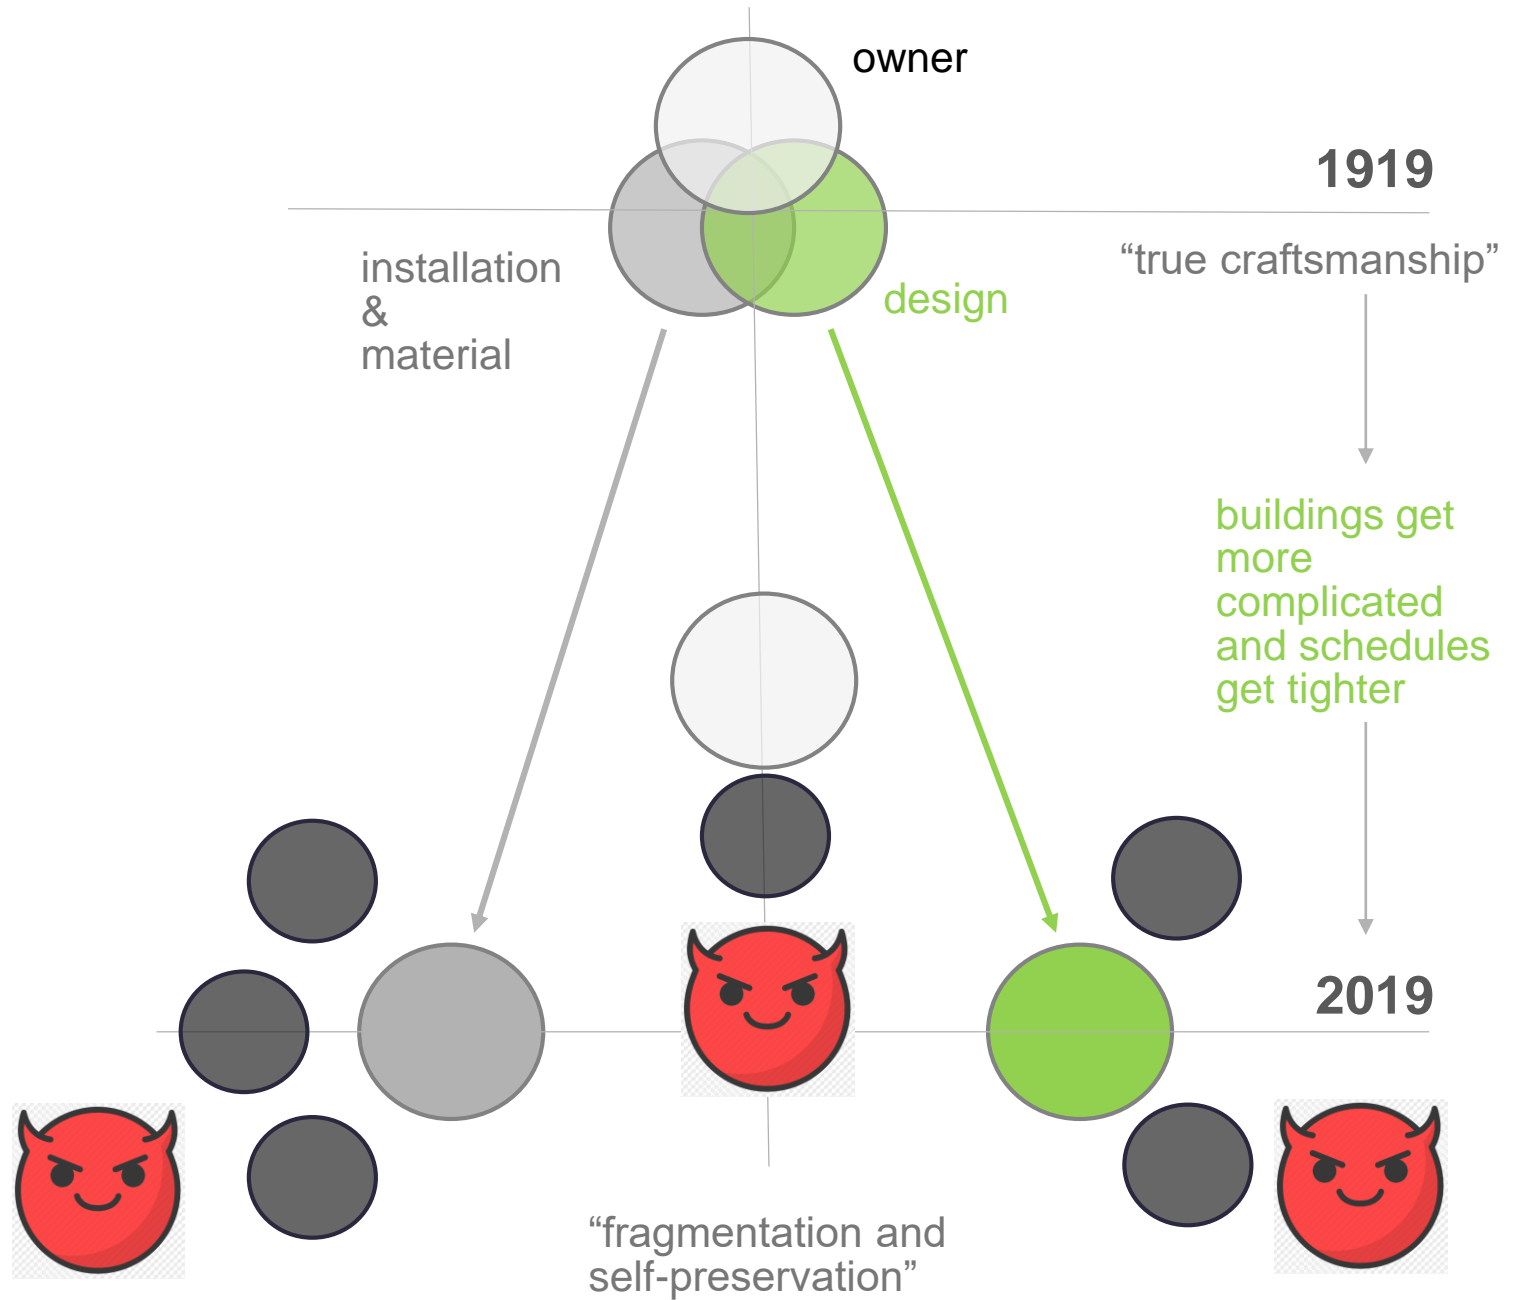 owner
1919
installation
&
material
“true craftsmanship”
design
buildings get
more
complicated
and schedules
get tighter
2019
“fragmentation and
self-preservation”